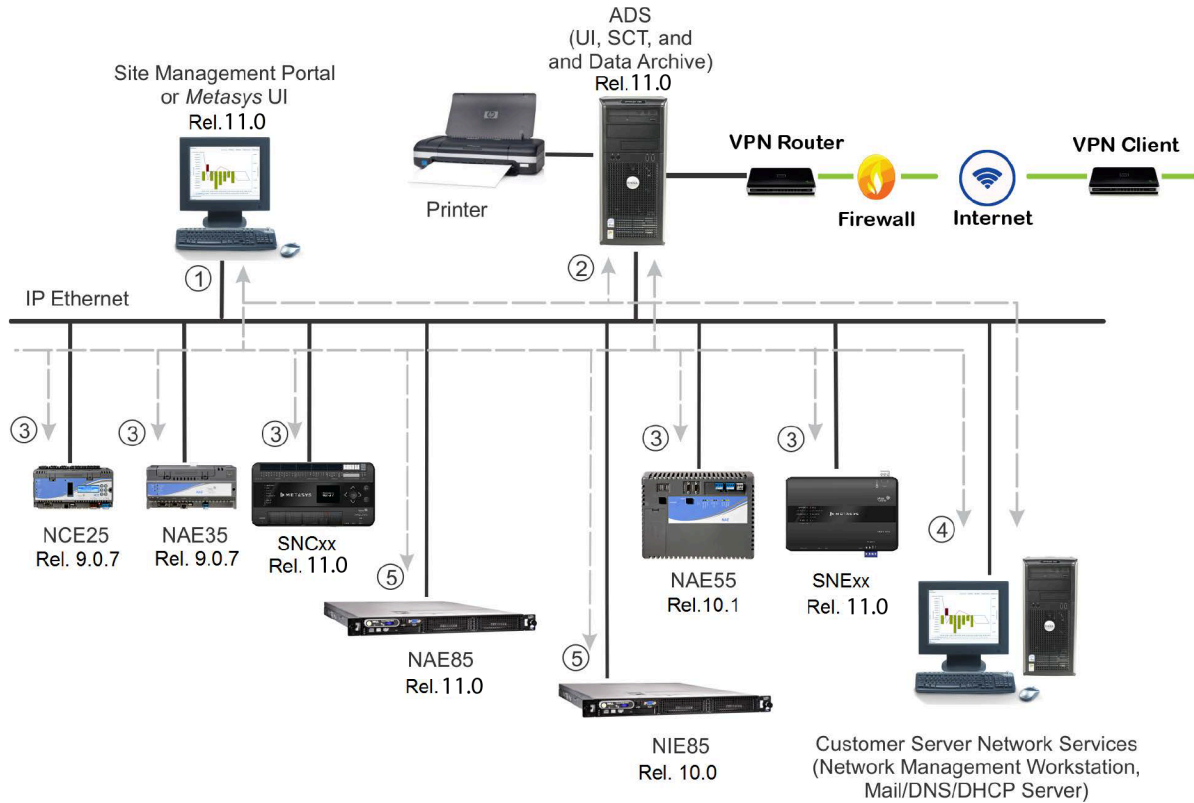 ADS
(UI, SCT, and
and Data Archive)
Rel.11.0
Site Management Portal
or Metasys UI
Rel.11.0
Printer
VPN Router
Firewall
Internet
VPN Client
1
2
IP Ethernet
3
3
3
3
3
4
NCE25
Rel. 9.0.7
NAE35
Rel. 9.0.7
METASYS
SNCxx
Rel. 11.0
NAE
NAE55
Rel.10.1
METASYS
SNExx
Rel. 11.0
5
NAE85
Rel. 11.0
5
NIE85
Rel. 10.0
Customer Server Network Services
(Network Management Workstation,
Mail/DNS/DHCP Server)